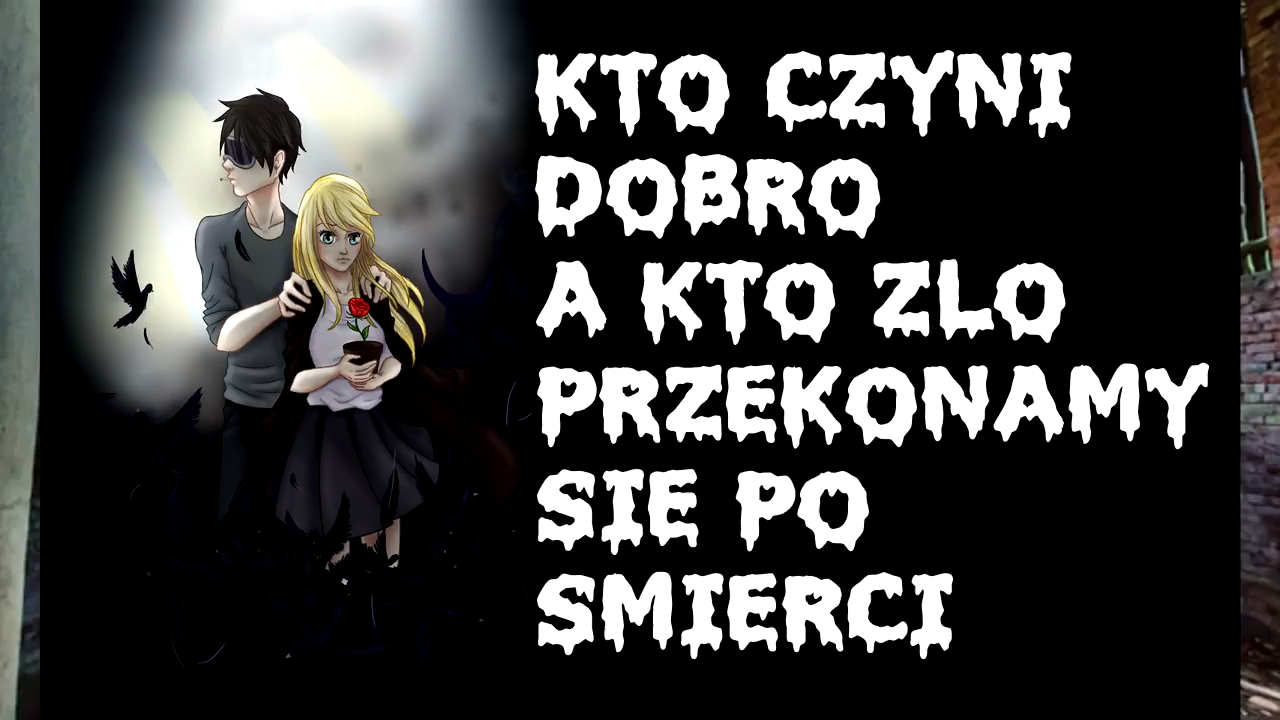 KTO CZYNI
DOBRO
A KTO ZLO
PRZEKONAMY
SIE PO
SMIERCI